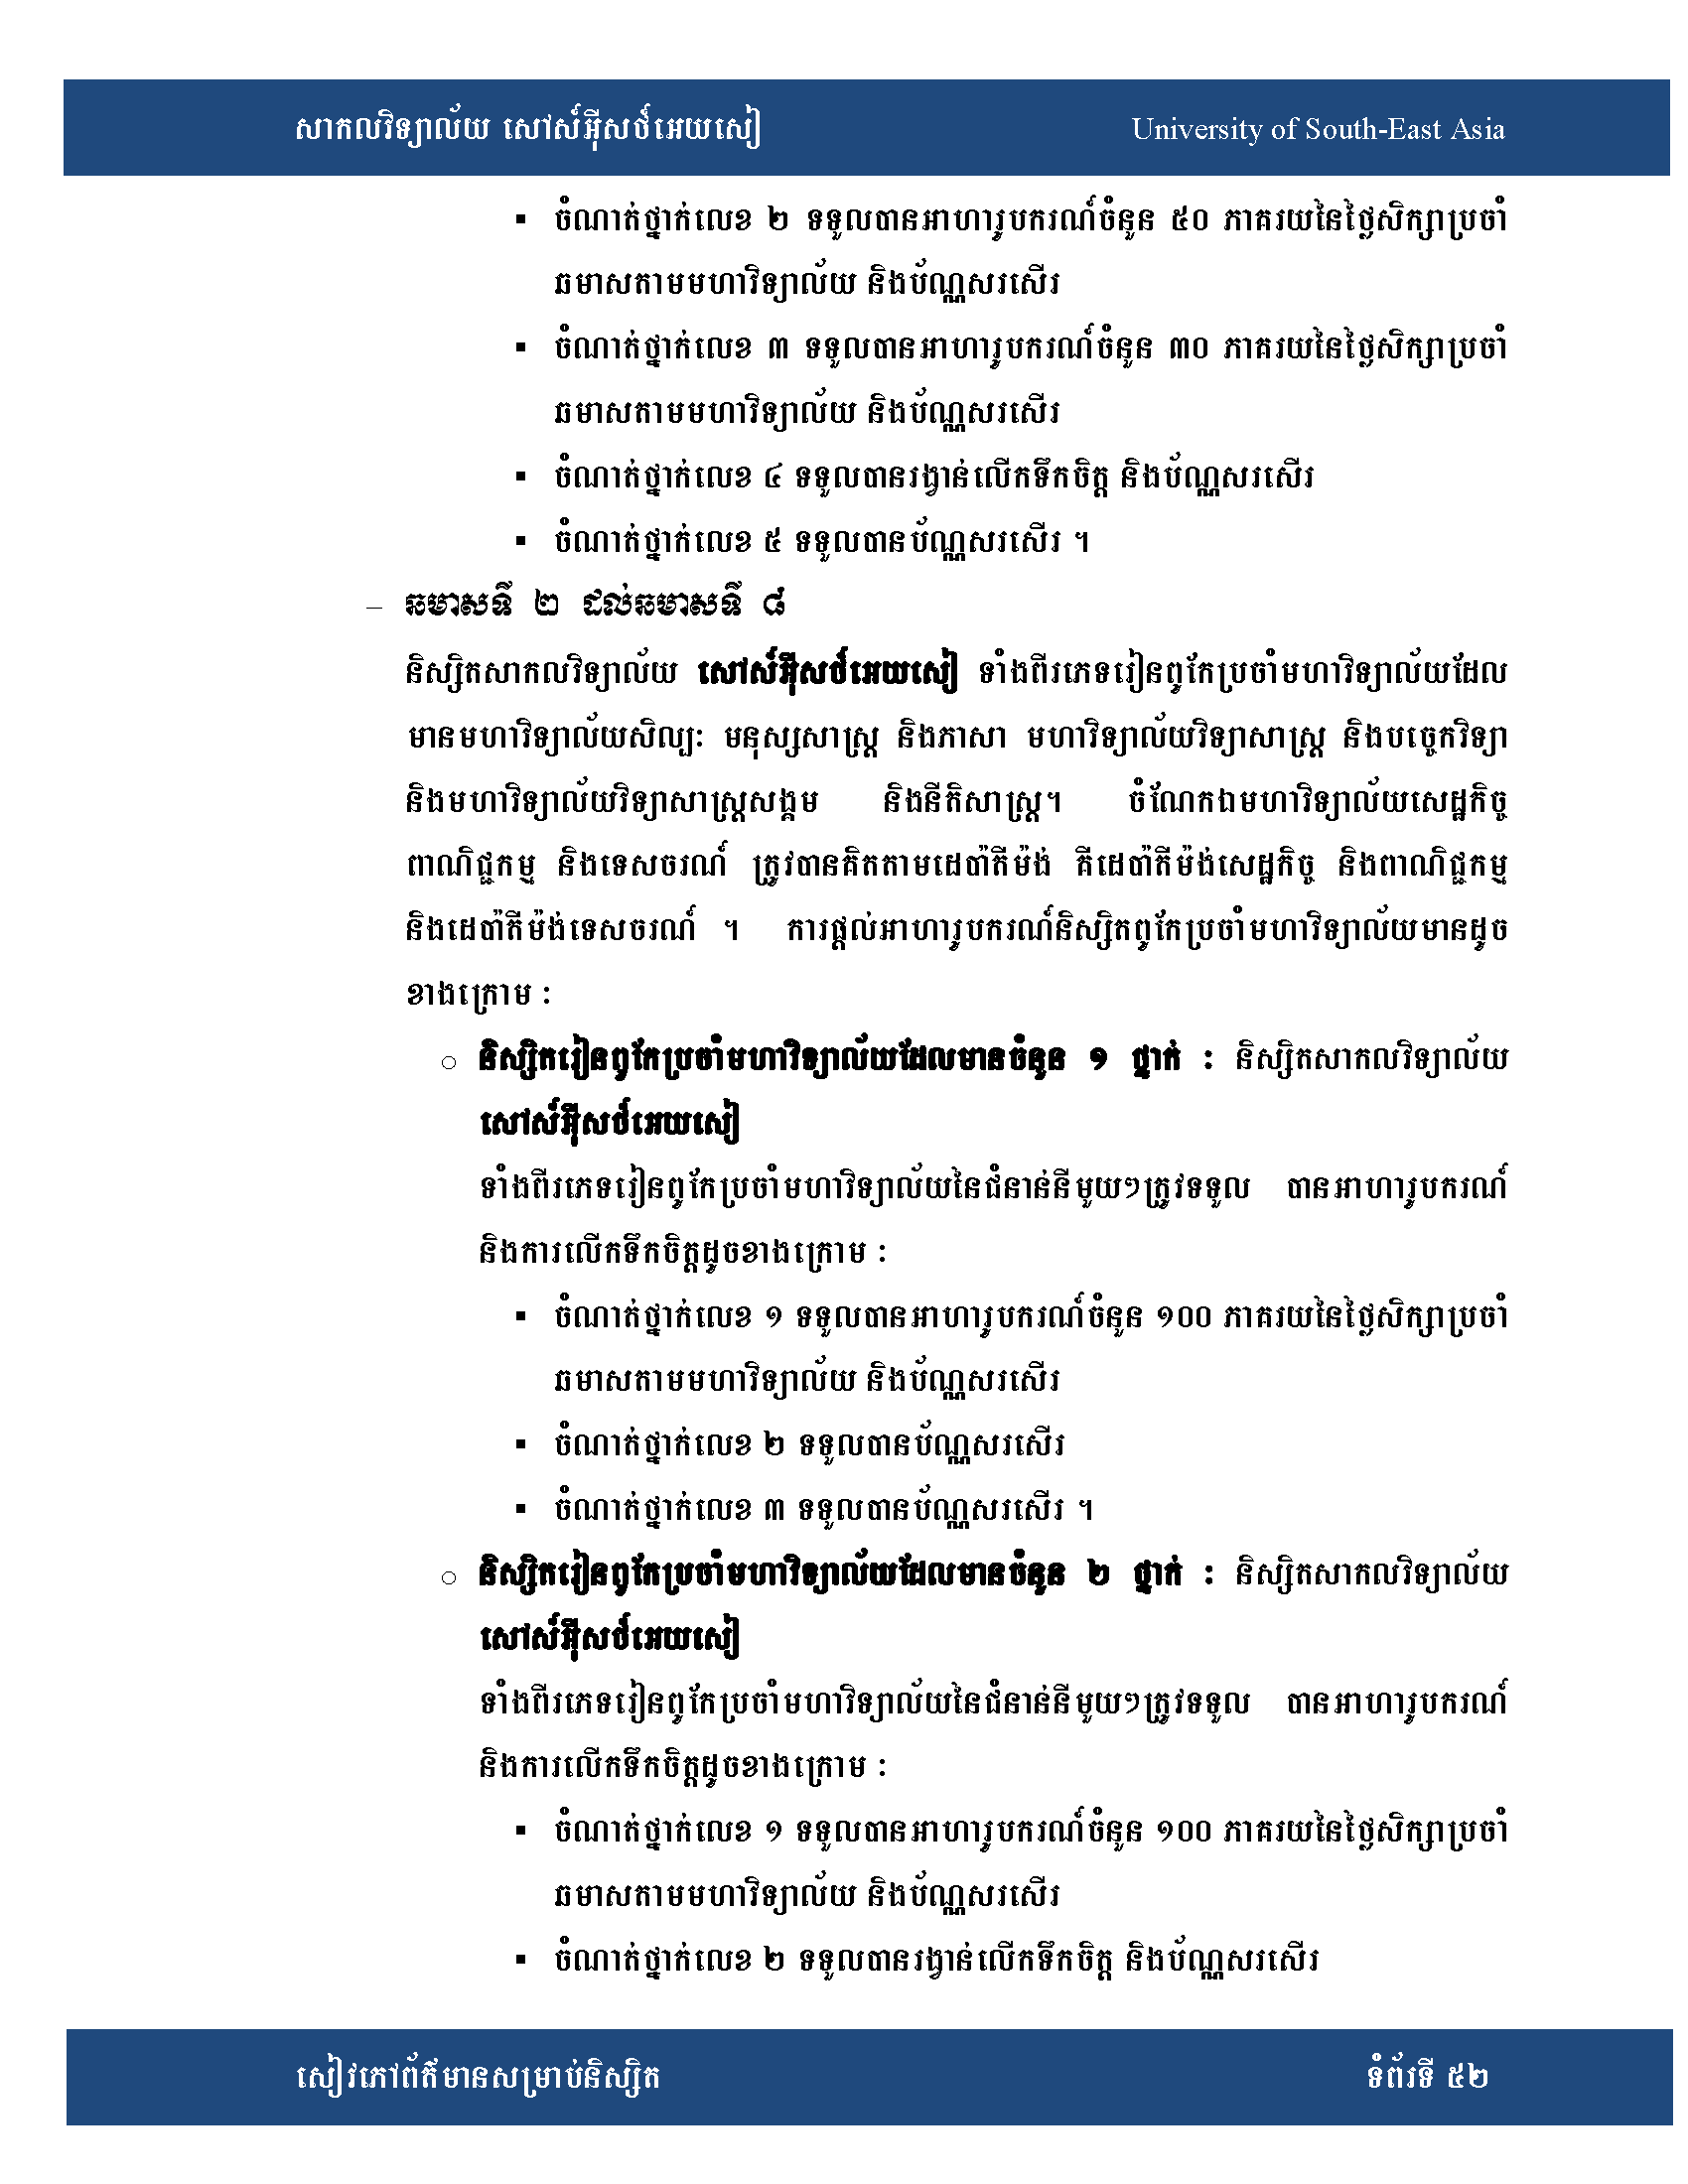 សាកលវិទ្យាល័យ សៅស៍អ៊ីសថ៍អេយសៀ University of South-East Asia
▪ ចំណាត់ថ្នាក់លេខ ២ ទទួលបានអាហារូបករណ៍ចំនួន ៥០ ភាគរយនៃថ្លៃសិក្សាប្រចាំ
ឆមាសតាមមហាវិទ្យាល័យ និងប័ណ្ណសរសើរ
▪ ចំណាត់ថ្នាក់លេខ ៣ ទទួលបានអាហារូបករណ៍ចំនួន ៣០ ភាគរយនៃថ្លៃសិក្សាប្រចាំ
ឆមាសតាមមហាវិទ្យាល័យ និងប័ណ្ណសរសើរ
▪ ចំណាត់ថ្នាក់លេខ ៤ ទទួលបានរង្វាន់លើកទឹកចិត្ត និងប័ណ្ណសរសើរ
▪ ចំណាត់ថ្នាក់លេខ ៥ ទទួលបានប័ណ្ណសរសើរ ។
– ឆមាសទី ២ ដល់ឆមាសទី ៨
និស្សិតសាកលវិទ្យាល័យ សៅស៍អ៊ីសថ៍អេយសៀ ទាំងពីរភេទរៀនពូកែប្រចាំមហាវិទ្យាល័យដែល
មានមហាវិទ្យាល័យសិល្បៈ មនុស្សសាស្ត្រ និងភាសា មហាវិទ្យាល័យវិទ្យាសាស្ត្រ និងបច្ចេកវិទ្យា
និងមហាវិទ្យាល័យវិទ្យាសាស្ត្រសង្គម និងនីតិសាស្ត្រ។ ចំណែកឯមហាវិទ្យាល័យសេដ្ឋកិច្ច
ពាណិជ្ជកម្ម និងទេសចរណ៍ ត្រូវបានគិតតាមដេប៉ាតឺម៉ង់ គឺដេប៉ាតឺម៉ង់សេដ្ឋកិច្ច និងពាណិជ្ជកម្ម
និងដេប៉ាតឺម៉ង់ទេសចរណ៍ ។ ការផ្តល់អាហារូបករណ៍និស្សិតពូកែប្រចាំមហាវិទ្យាល័យមានដូច
ខាងក្រោម :
○ និស្សិតរៀនពូកែប្រចាំមហាវិទ្យាល័យដែលមានចំនួន ១ ថ្នាក់ : និស្សិតសាកលវិទ្យាល័យ
សៅស៍អ៊ីសថ៍អេយសៀ
ទាំងពីរភេទរៀនពូកែប្រចាំមហាវិទ្យាល័យនៃជំនាន់នីមួយៗត្រូវទទួល បានអាហារូបករណ៍
និងការលើកទឹកចិត្តដូចខាងក្រោម :
▪ ចំណាត់ថ្នាក់លេខ ១ ទទួលបានអាហារូបករណ៍ចំនួន ១០០ ភាគរយនៃថ្លៃសិក្សាប្រចាំ
ឆមាសតាមមហាវិទ្យាល័យ និងប័ណ្ណសរសើរ
▪ ចំណាត់ថ្នាក់លេខ ២ ទទួលបានប័ណ្ណសរសើរ
▪ ចំណាត់ថ្នាក់លេខ ៣ ទទួលបានប័ណ្ណសរសើរ ។
○ និស្សិតរៀនពូកែប្រចាំមហាវិទ្យាល័យដែលមានចំនួន ២ ថ្នាក់ : និស្សិតសាកលវិទ្យាល័យ
សៅស៍អ៊ីសថ៍អេយសៀ
ទាំងពីរភេទរៀនពូកែប្រចាំមហាវិទ្យាល័យនៃជំនាន់នីមួយៗត្រូវទទួល បានអាហារូបករណ៍
និងការលើកទឹកចិត្តដូចខាងក្រោម :
▪ ចំណាត់ថ្នាក់លេខ ១ ទទួលបានអាហារូបករណ៍ចំនួន ១០០ ភាគរយនៃថ្លៃសិក្សាប្រចាំ
ឆមាសតាមមហាវិទ្យាល័យ និងប័ណ្ណសរសើរ
▪ ចំណាត់ថ្នាក់លេខ ២ ទទួលបានរង្វាន់លើកទឹកចិត្ត និងប័ណ្ណសរសើរ
សៀវភៅព័ត៌មានសម្រាប់និស្សិត ទំព័រទី ៥២